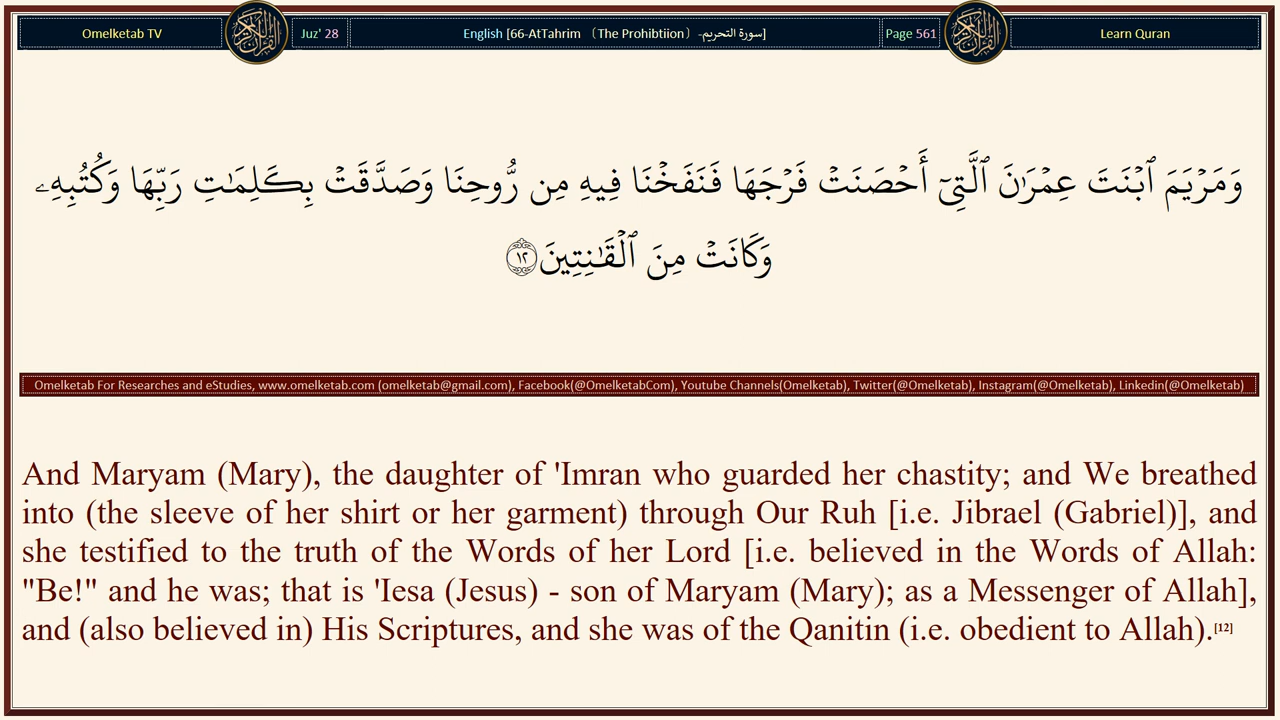 Omelketab TV
Juz' 28
English [66-AtTahrim （The Prohibtiion） -سورة التحريم]
Page 561
Learn Quran
وَمَرۡيَمَ ٱبۡنَتَ عِمۡرَٰنَ ٱلَّتِيٓ أَحۡصَنَتۡ فَرۡجَهَا فَنَفَخۡنَا فِيهِ مِن رُّوحِنَا وَصَدَّقَتۡ بِكَلِمَٰتِ رَبِّهَا وَكُتُبِهِۦ
وَكَانَتۡ مِنَ ٱلۡقَٰنِتِينَ ١٢
Omelketab For Researches and eStudies, www.omelketab.com (omelketab@gmail.com), Facebook(@OmelketabCom), Youtube Channels(Omelketab), Twitter(@Omelketab), Instagram(@Omelketab), Linkedin(@Omelketab)
And Maryam (Mary), the daughter of 'Imran who guarded her chastity; and We breathed
into (the sleeve of her shirt or her garment) through Our Ruh [i.e. Jibrael (Gabriel)], and
she testified to the truth of the Words of her Lord [i.e. believed in the Words of Allah:
"Be!" and he was; that is 'Iesa (Jesus) - son of Maryam (Mary); as a Messenger of Allah],
and (also believed in) His Scriptures, and she was of the Qanitin (i.e. obedient to Allah).[12]